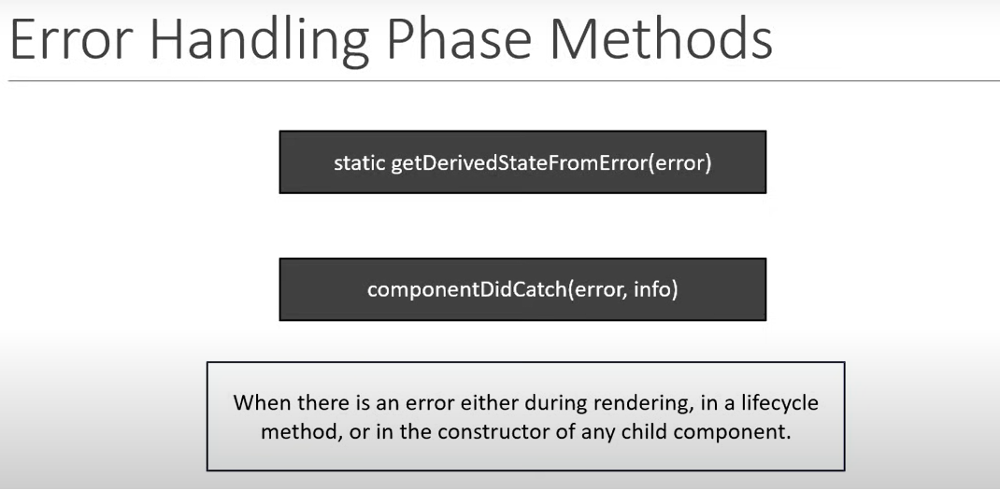 Error Handling Phase Methods
static getDerivedStateFromError(error)
componentDidCatch(error, info)
When there is an error either during rendering, in a lifecycle
method, or in the constructor of any child component.